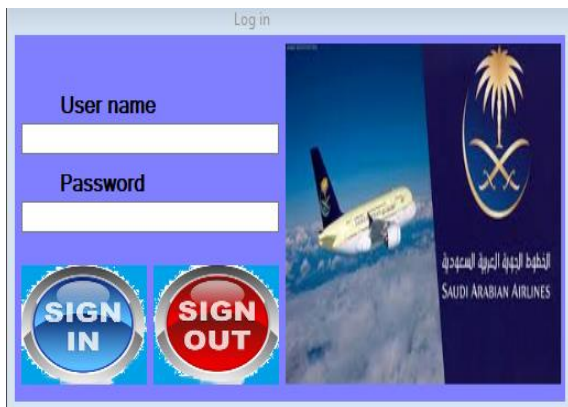 Log in
User name
Password
SIGN
IN
SIGN
OUT
الخطوط الجوية العربية السعودية
SAUDI ARABIAN AIRLINES